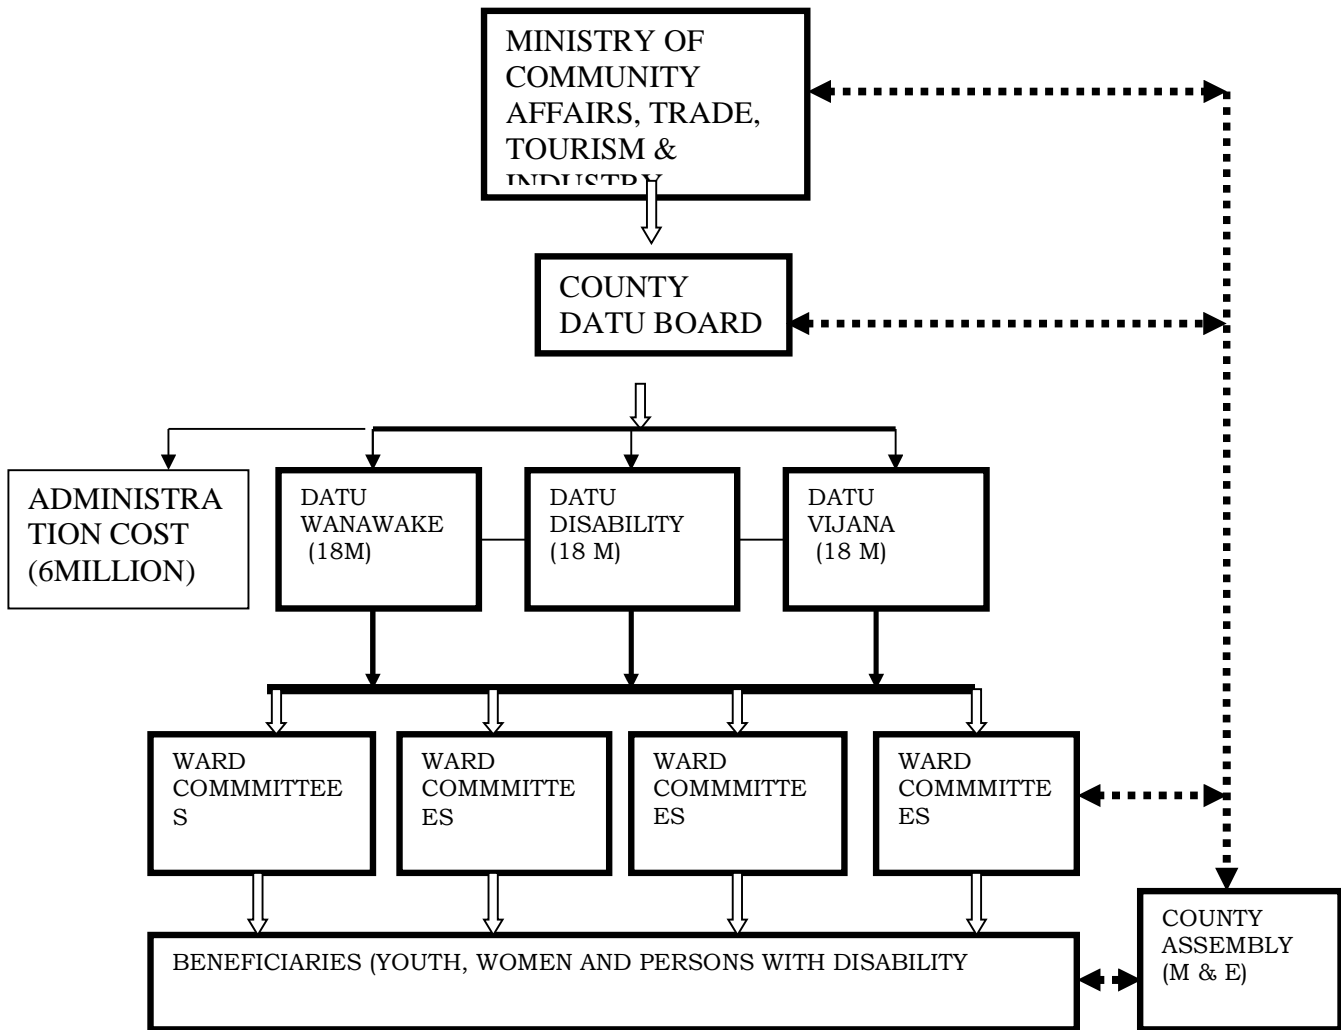 MINISTRY OF
COMMUNITY
AFFAIRS, TRADE,
TOURISM &
INDUSTRY
COUNTY
DATU BOARD
ADMINISTRA
TION COST
(6MILLION)
DATU
WANAWAKE
(18M)
DATU
DISABILITY
(18 M)
DATU
VIJANA
(18 M)
WARD
COMMMITTEE
S
WARD
COMMMITTE
ES
WARD
COMMMITTE
ES
WARD
COMMMITTE
ES
COUNTY
ASSEMBLY
(M & E)
BENEFICIARIES (YOUTH, WOMEN AND PERSONS WITH DISABILITY